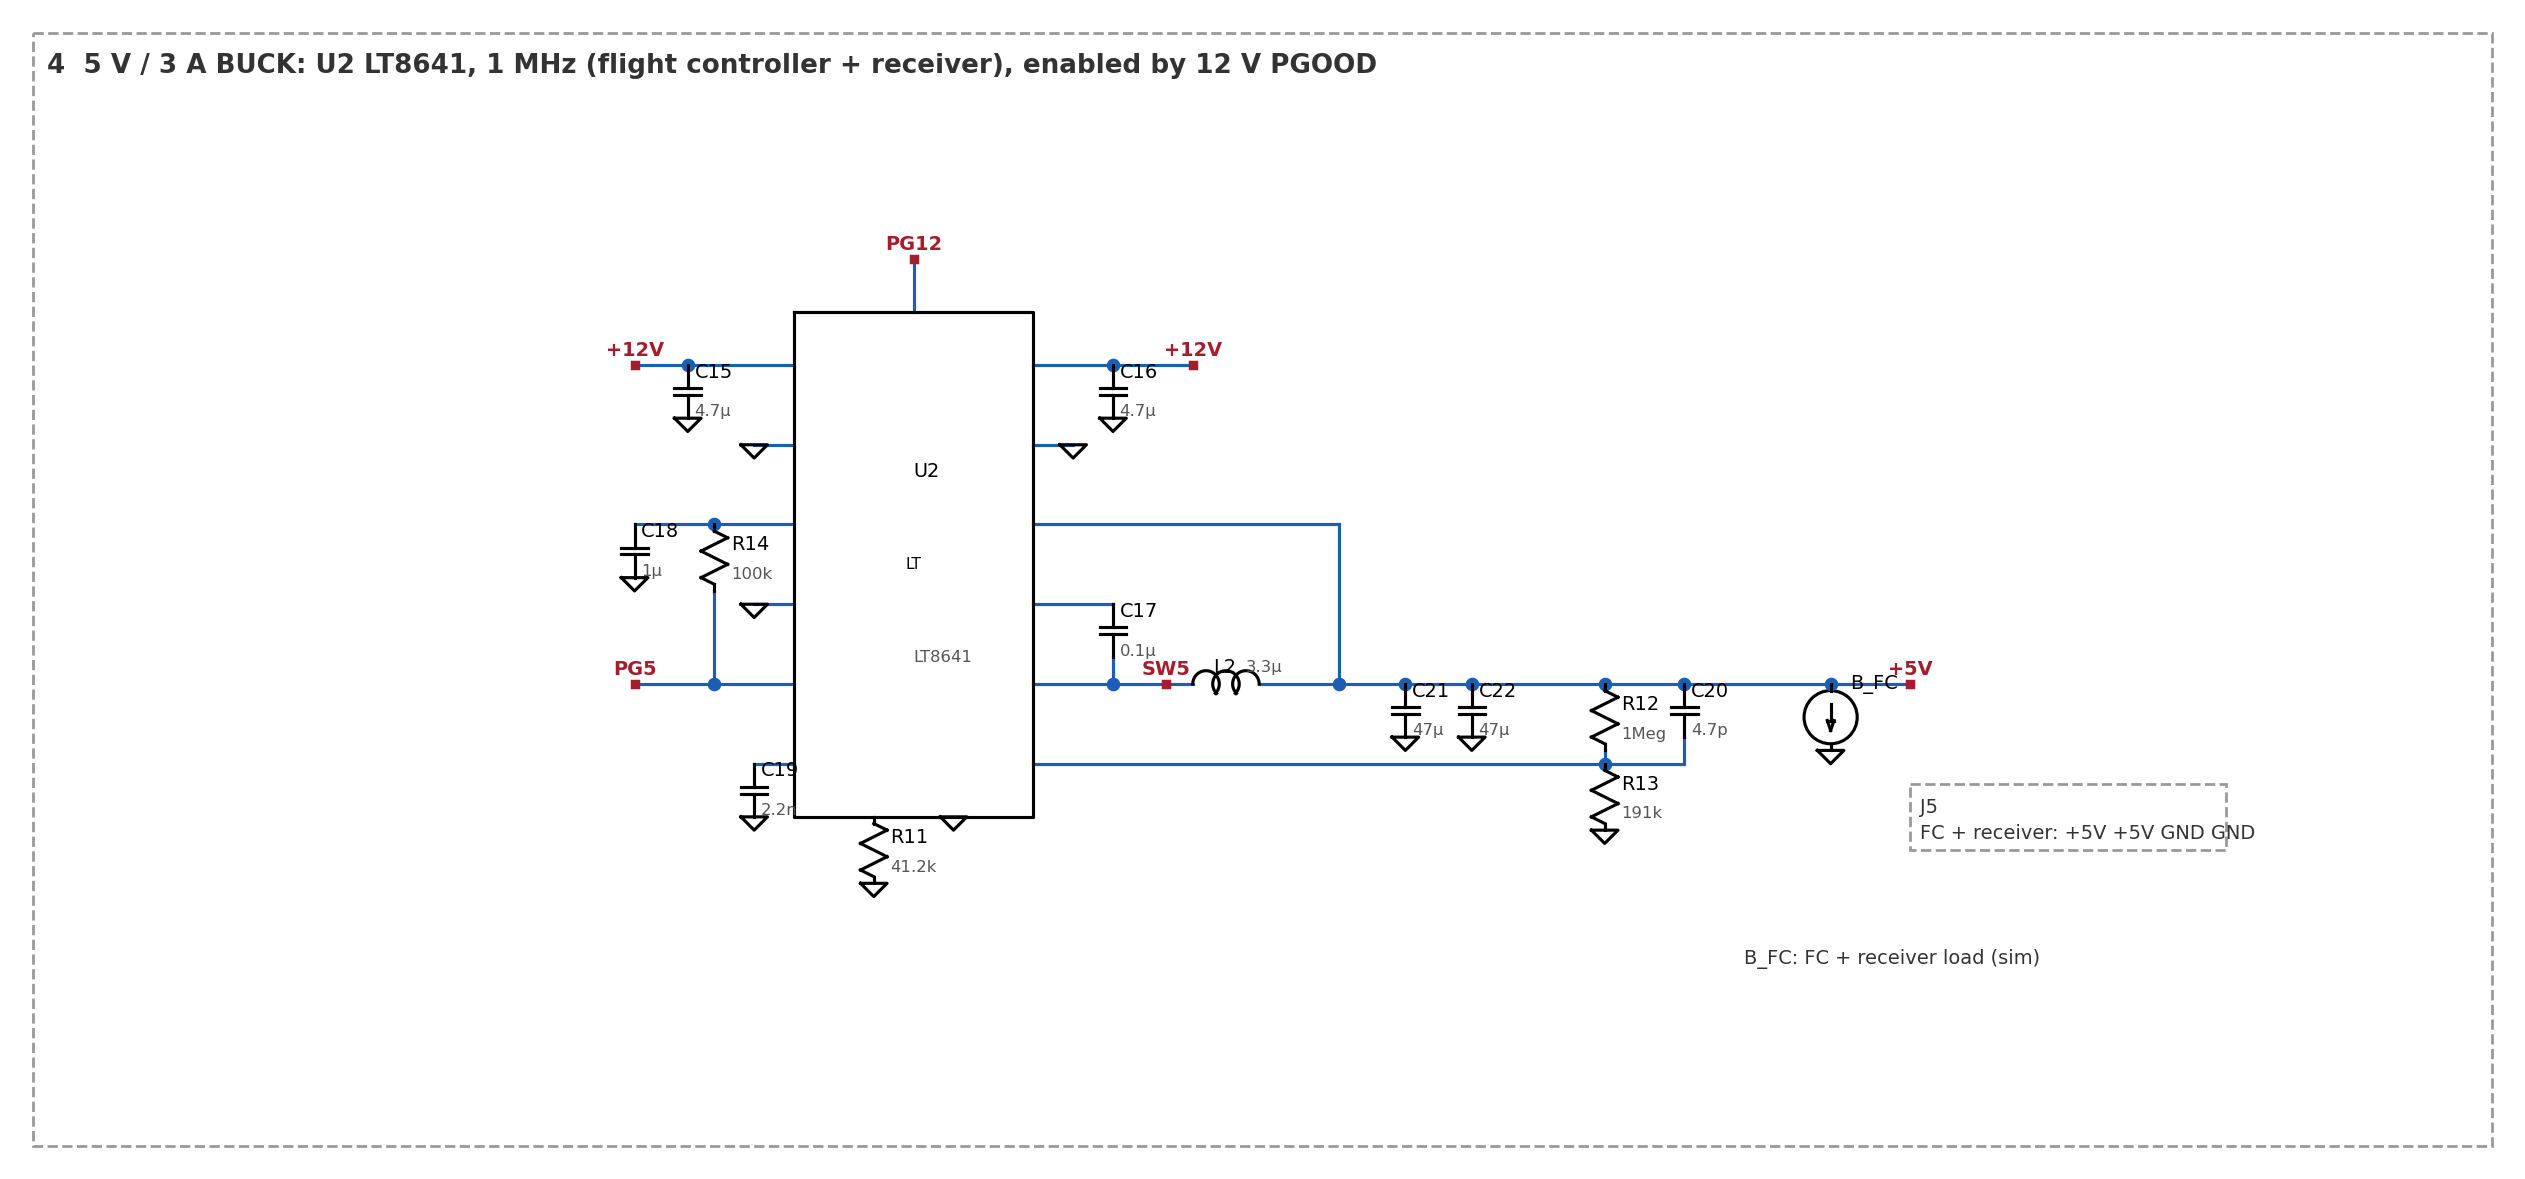 4  5 V / 3 A BUCK: U2 LT8641, 1 MHz (flight controller + receiver), enabled by 12 V PGOOD
PG12
+12V
+12V
C15
4.7µ
C16
4.7µ
U2
C18
1µ
R14
100k
LT
C17
0.1µ
LT8641
PG5
SW5
L2
3.3µ
C21
47µ
C22
47µ
R12
1Meg
C20
4.7p
B_FC
+5V
C19
2.2n
R13
191k
R11
41.2k
J5
FC + receiver: +5V +5V GND GND
B_FC: FC + receiver load (sim)